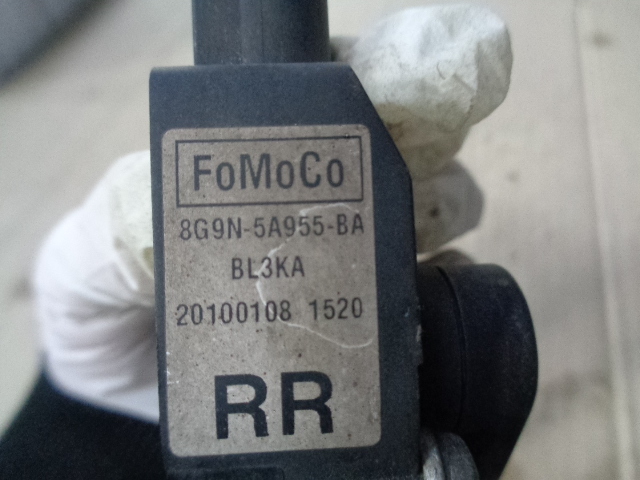 FoMoCo
8G9N-5A955-BA
BL3KA
20100108 1520
RR